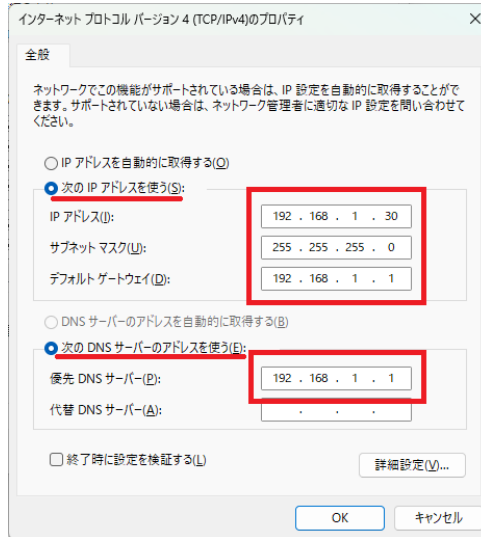 インターネット プロトコル バージョン 4 (TCP/IPv4)のプロパティ
全般
ネットワークでこの機能がサポートされている場合は、IP 設定を自動的に取得することがで
きます。サポートされていない場合は、ネットワーク管理者に適切な IP 設定を問い合わせて
ください。
IP アドレスを自動的に取得する(O)
次の IP アドレスを使う(S):
IP アドレス(I): 192 . 168 . 1 . 30
サブネット マスク(U): 255 . 255 . 255 . 0
デフォルト ゲートウェイ(D): 192 . 168 . 1 . 1
DNS サーバーのアドレスを自動的に取得する(B)
次の DNS サーバーのアドレスを使う(E):
優先 DNS サーバー(P): 192 . 168 . 1 . 1
代替 DNS サーバー(A): . . .
終了時に設定を検証する(L)
詳細設定(V)...
OK キャンセル